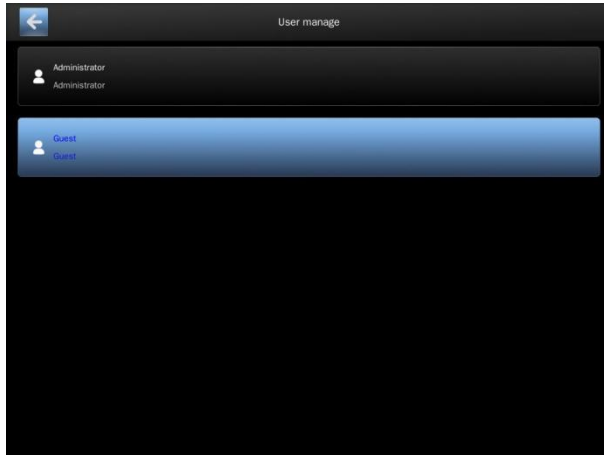 User manage
Administrator
Administrator
Guest
Guest